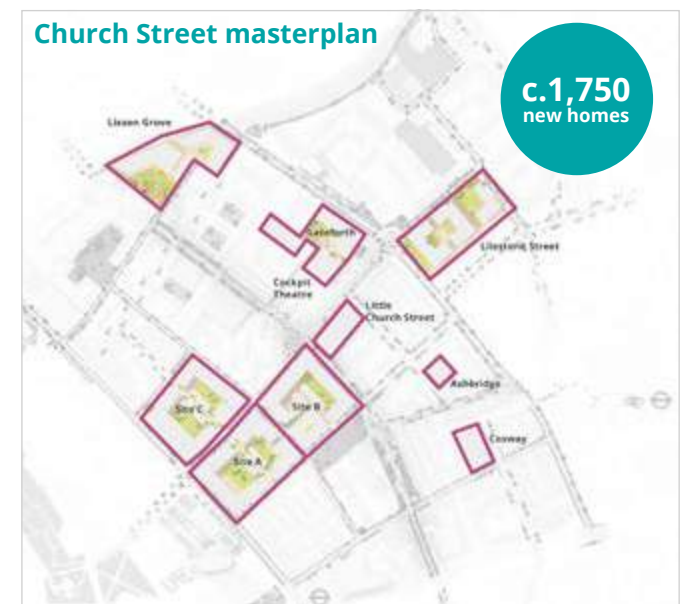 Church Street masterplan
c.1,750
new homes
Lisson Grove
Lilestone Street
Cockpit
Theatre
Little
Church Street
Ashbridge
Site C
Site B
Site A